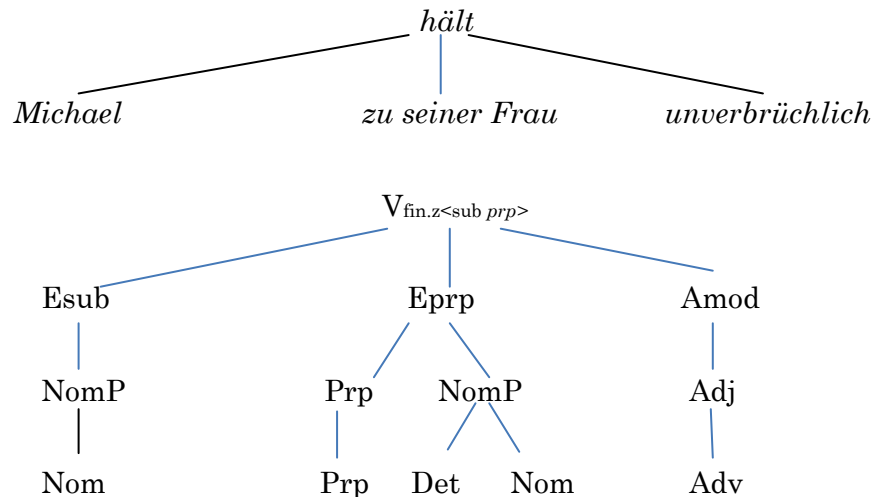 hält
Michael zu seiner Frau unverbrüchlich
Vfin.z<sub prp>
Esub Eprp Amod
NomP Prp NomP Adj
Nom Prp Det Nom Adv